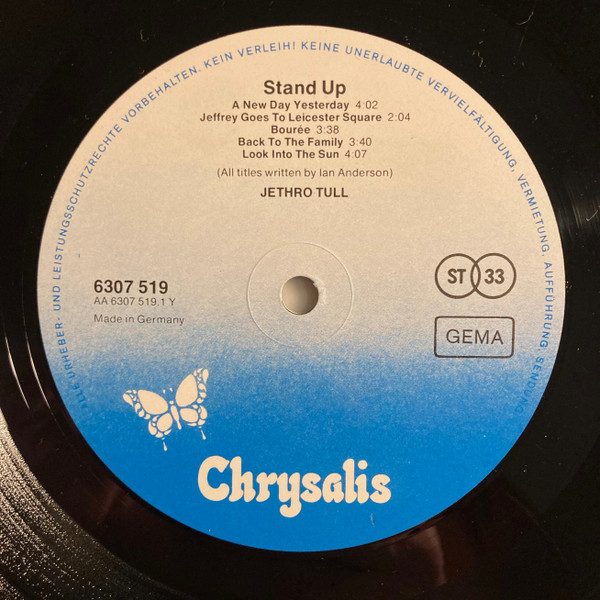 ALLE URHEBER- UND LEISTUNGSSCHUTZRECHTE VORBEHALTEN. KEIN VERLEIH! KEINE UNERLAUBTE VERVIELFÄLTIGUNG, VERMIETUNG, AUFFÜHRUNG, SENDUNG
Stand Up
A New Day Yesterday 4:02
Jeffrey Goes To Leicester Square 2:04
Bourée 3:38
Back To The Family 3:40
Look Into The Sun 4:07
(All titles written by Ian Anderson)
JETHRO TULL
6307 519
AA 6307 519.1 Y
Made in Germany
ST 33
GEMA
Chrysalis